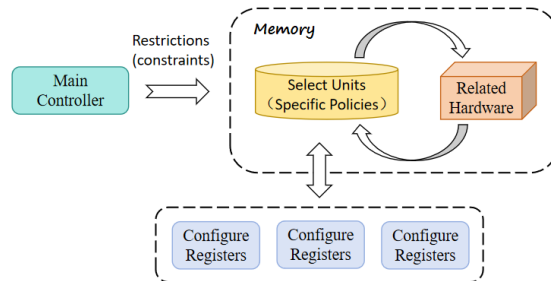 Restrictions
(constraints)
Main
Controller
Memory
Select Units
（Specific Policies）
Related
Hardware
Configure
Registers
Configure
Registers
Configure
Registers